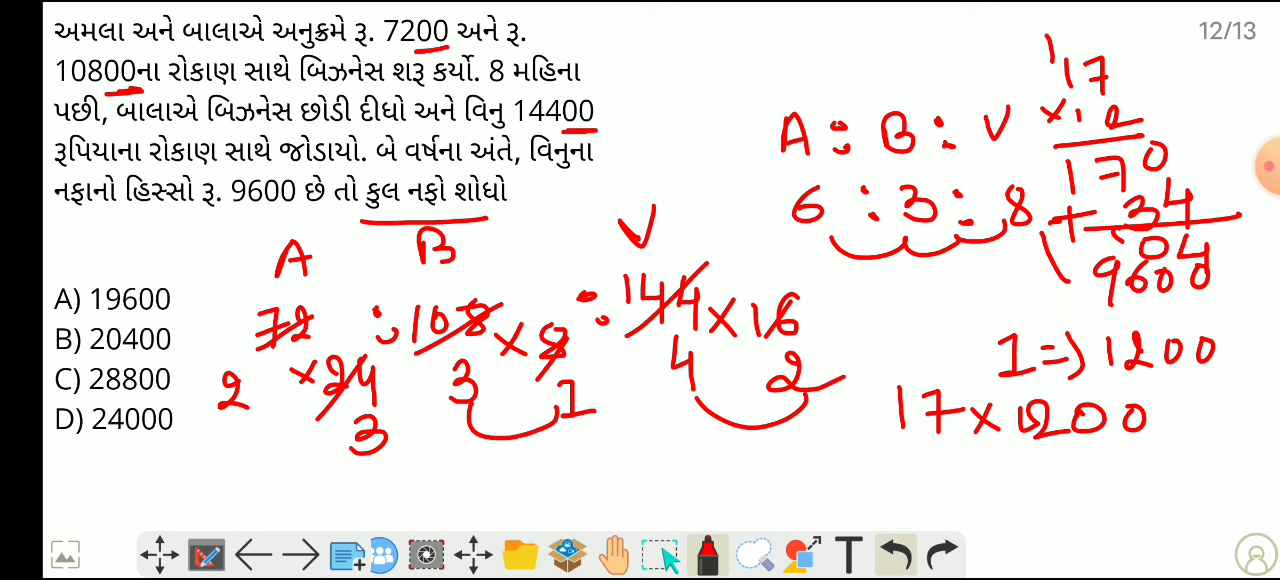 અમલા અને બાલાએ અનુક્રમે રૂ. 7200 અને રૂ.
10800ના રોકાણ સાથે બિઝનેસ શરૂ કર્યો. 8 મહિના
પછી, બાલાએ બિઝનેસ છોડી દીધો અને વિનુ 14400
રૂપિયાના રોકાણ સાથે જોડાયો. બે વર્ષના અંતે, વિનુના
નફાનો હિસ્સો રૂ. 9600 છે તો કુલ નફો શોધો
A) 19600
B) 20400
C) 28800
D) 24000
12/13
A B V
72 : 108 × 8 : 144 × 16
× 24
2 3 3 1 4 2
A : B : V
6 : 3 : 8
1
17
× 12
170
+ 34
204
9600
1 => 1200
17 × 1200
T